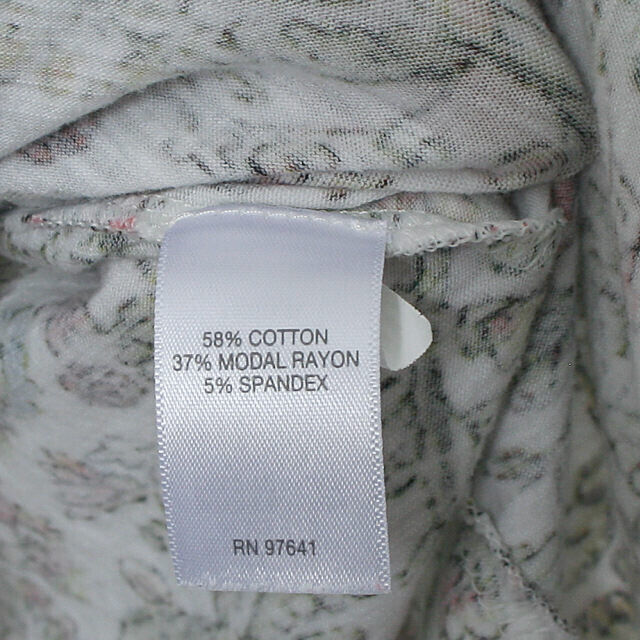 58% COTTON
37% MODAL RAYON
5% SPANDEX
RN 97641